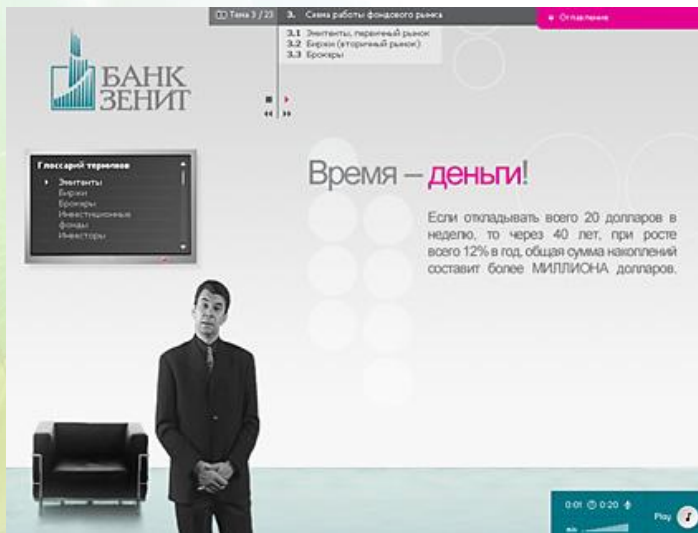 Тема 3 / 23
3. Схема работы фондового рынка
Оглавление
3.1 Эмитенты, первичный рынок
3.2 Биржи (вторичный рынок)
3.3 Брокеры
БАНК
ЗЕНИТ
Глоссарий терминов
Эмитенты
Биржи
Брокеры
Инвестиционные
фонды
Инвесторы
Время – деньги!
Если откладывать всего 20 долларов в
неделю, то через 40 лет, при росте
всего 12% в год, общая сумма накоплений
составит более МИЛЛИОНА долларов.
0:01 0:20
Play